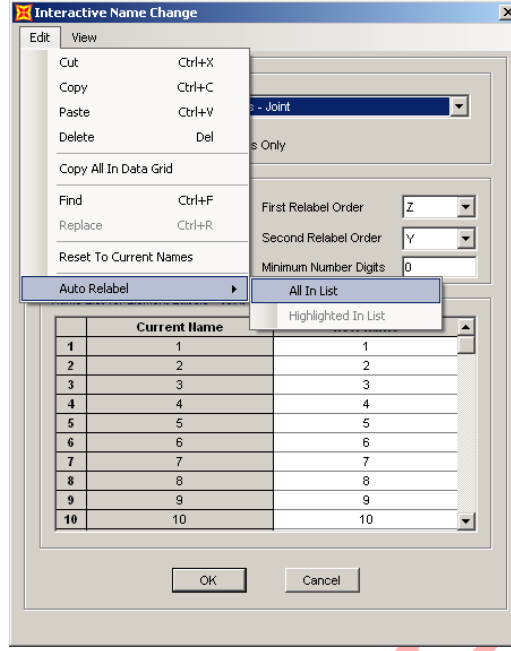 Interactive Name Change
Edit View
Cut Ctrl+X
Copy Ctrl+C
Paste Ctrl+V
Delete Del
Copy All In Data Grid
Find Ctrl+F
Replace Ctrl+R
Reset To Current Names
Auto Relabel
All In List
Highlighted In List
- Joint
s Only
First Relabel Order Z
Second Relabel Order Y
Minimum Number Digits 0
Current Name
1 1 1
2 2 2
3 3 3
4 4 4
5 5 5
6 6 6
7 7 7
8 8 8
9 9 9
10 10 10
OK Cancel